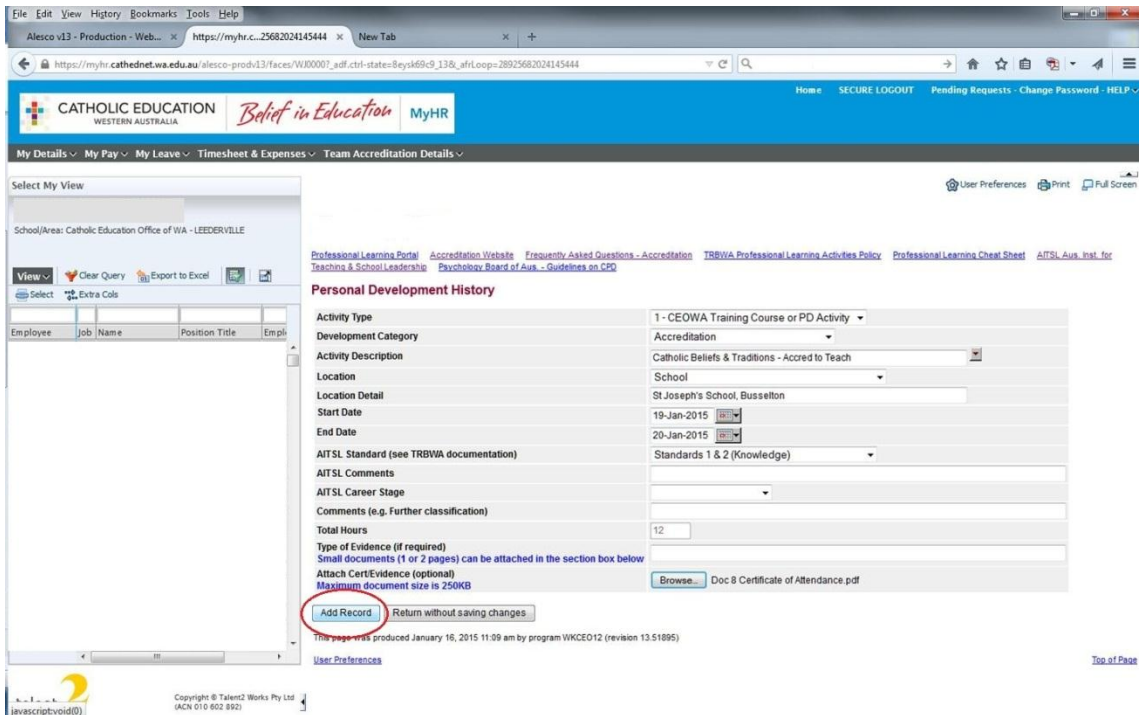 File Edit View History Bookmarks Tools Help
Alesco v13 - Production - Web... × https://myhr.c...25682024145444 × New Tab × +
https://myhr.cathednet.wa.edu.au/alesco-prodv13/faces/WJ0000?_adf.ctrl-state=8eysk69c9_13&_afrLoop=28925682024145444
Home SECURE LOGOUT Pending Requests - Change Password - HELP
CATHOLIC EDUCATION
WESTERN AUSTRALIA
Belief in Education
MyHR
My Details My Pay My Leave Timesheet & Expenses Team Accreditation Details
Select My View
User Preferences Print Full Screen
School/Area: Catholic Education Office of WA - LEEDERVILLE
Professional Learning Portal Accreditation Website Frequently Asked Questions - Accreditation TRBWA Professional Learning Activities Policy Professional Learning Cheat Sheet AITSL Aus. Inst. for
Teaching & School Leadership Psychology Board of Aus. - Guidelines on CPD
View Clear Query Export to Excel
Select Extra Cols
Employee Job Name Position Title Empl
Personal Development History
Activity Type 1 - CEOWA Training Course or PD Activity
Development Category Accreditation
Activity Description Catholic Beliefs & Traditions - Accred to Teach
Location School
Location Detail St Joseph's School, Busselton
Start Date 19-Jan-2015
End Date 20-Jan-2015
AITSL Standard (see TRBWA documentation) Standards 1 & 2 (Knowledge)
AITSL Comments
AITSL Career Stage
Comments (e.g. Further classification)
Total Hours 12
Type of Evidence (if required)
Small documents (1 or 2 pages) can be attached in the section box below
Attach Cert/Evidence (optional) Browse... Doc 8 Certificate of Attendance.pdf
Maximum document size is 250KB
Add Record Return without saving changes
This page was produced January 16, 2015 11:09 am by program WKCEO12 (revision 13.51895)
User Preferences Top of Page
Copyright © Talent2 Works Pty Ltd
(ACN 010 602 892)
javascript:void(0)